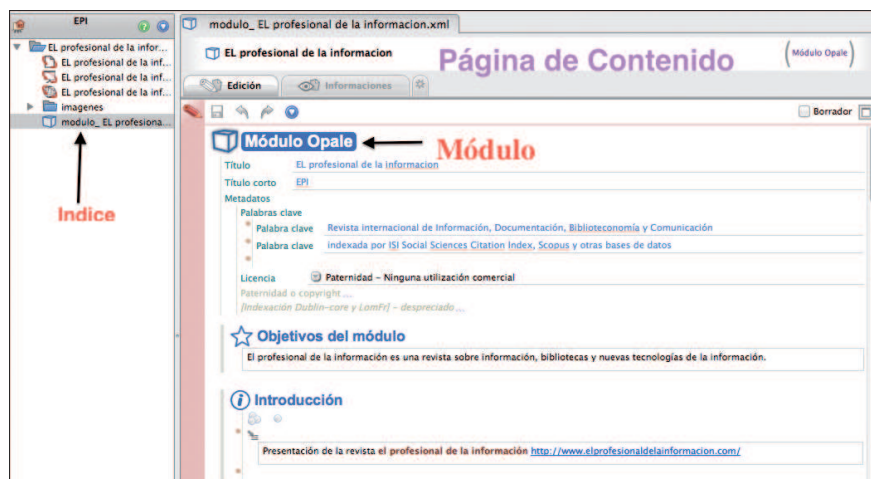 EPI
EL profesional de la infor...
EL profesional de la inf...
EL profesional de la inf...
EL profesional de la inf...
imagenes
modulo_ EL profesiona...
Indice
modulo_ EL profesional de la informacion.xml
EL profesional de la informacion
Página de Contenido
(Módulo Opale)
Edición
Informaciones
Borrador
Módulo Opale
Módulo
Título EL profesional de la informacion
Título corto EPI
Metadatos
Palabras clave
Palabra clave Revista internacional de Información, Documentación, Biblioteconomía y Comunicación
Palabra clave indexada por ISI Social Sciences Citation Index, Scopus y otras bases de datos
Licencia Paternidad – Ninguna utilización comercial
Paternidad o copyright ...
[Indexación Dublin-core y LomFr] – despreciado ...
Objetivos del módulo
El profesional de la información es una revista sobre información, bibliotecas y nuevas tecnologías de la información.
Introducción
Presentación de la revista el profesional de la información http://www.elprofesionaldelainformacion.com/